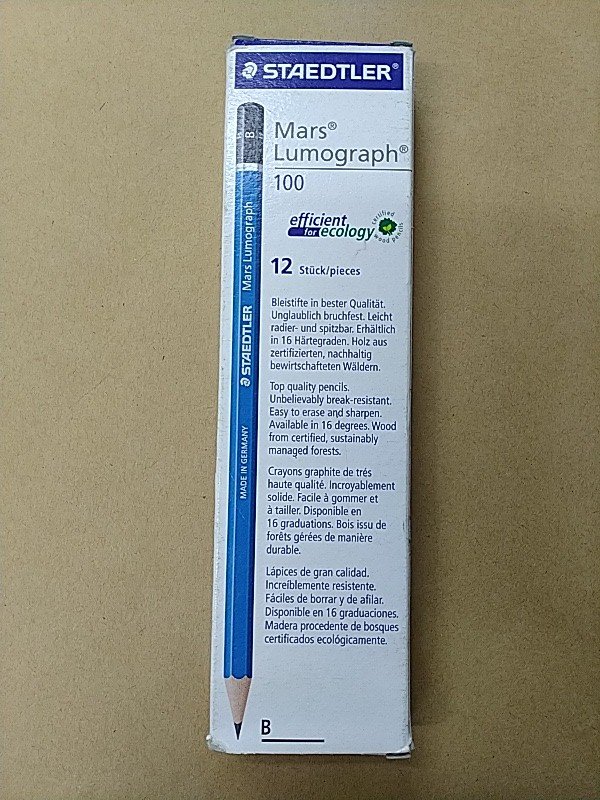 STAEDTLER®
B
Mars Lumograph
STAEDTLER
MADE IN GERMANY
Mars®
Lumograph®
100
efficient
for ecology
certified
wood pencils
12 Stück/pieces
Bleistifte in bester Qualität.
Unglaublich bruchfest. Leicht
radier- und spitzbar. Erhältlich
in 16 Härtegraden. Holz aus
zertifizierten, nachhaltig
bewirtschafteten Wäldern.
Top quality pencils.
Unbelievably break-resistant.
Easy to erase and sharpen.
Available in 16 degrees. Wood
from certified, sustainably
managed forests.
Crayons graphite de trés
haute qualité. Incroyablement
solide. Facile à gommer et
à tailler. Disponible en
16 graduations. Bois issu de
forêts gérées de manière
durable.
Lápices de gran calidad.
Increíblemente resistente.
Fáciles de borrar y de afilar.
Disponible en 16 graduaciones.
Madera procedente de bosques
certificados ecológicamente.
B